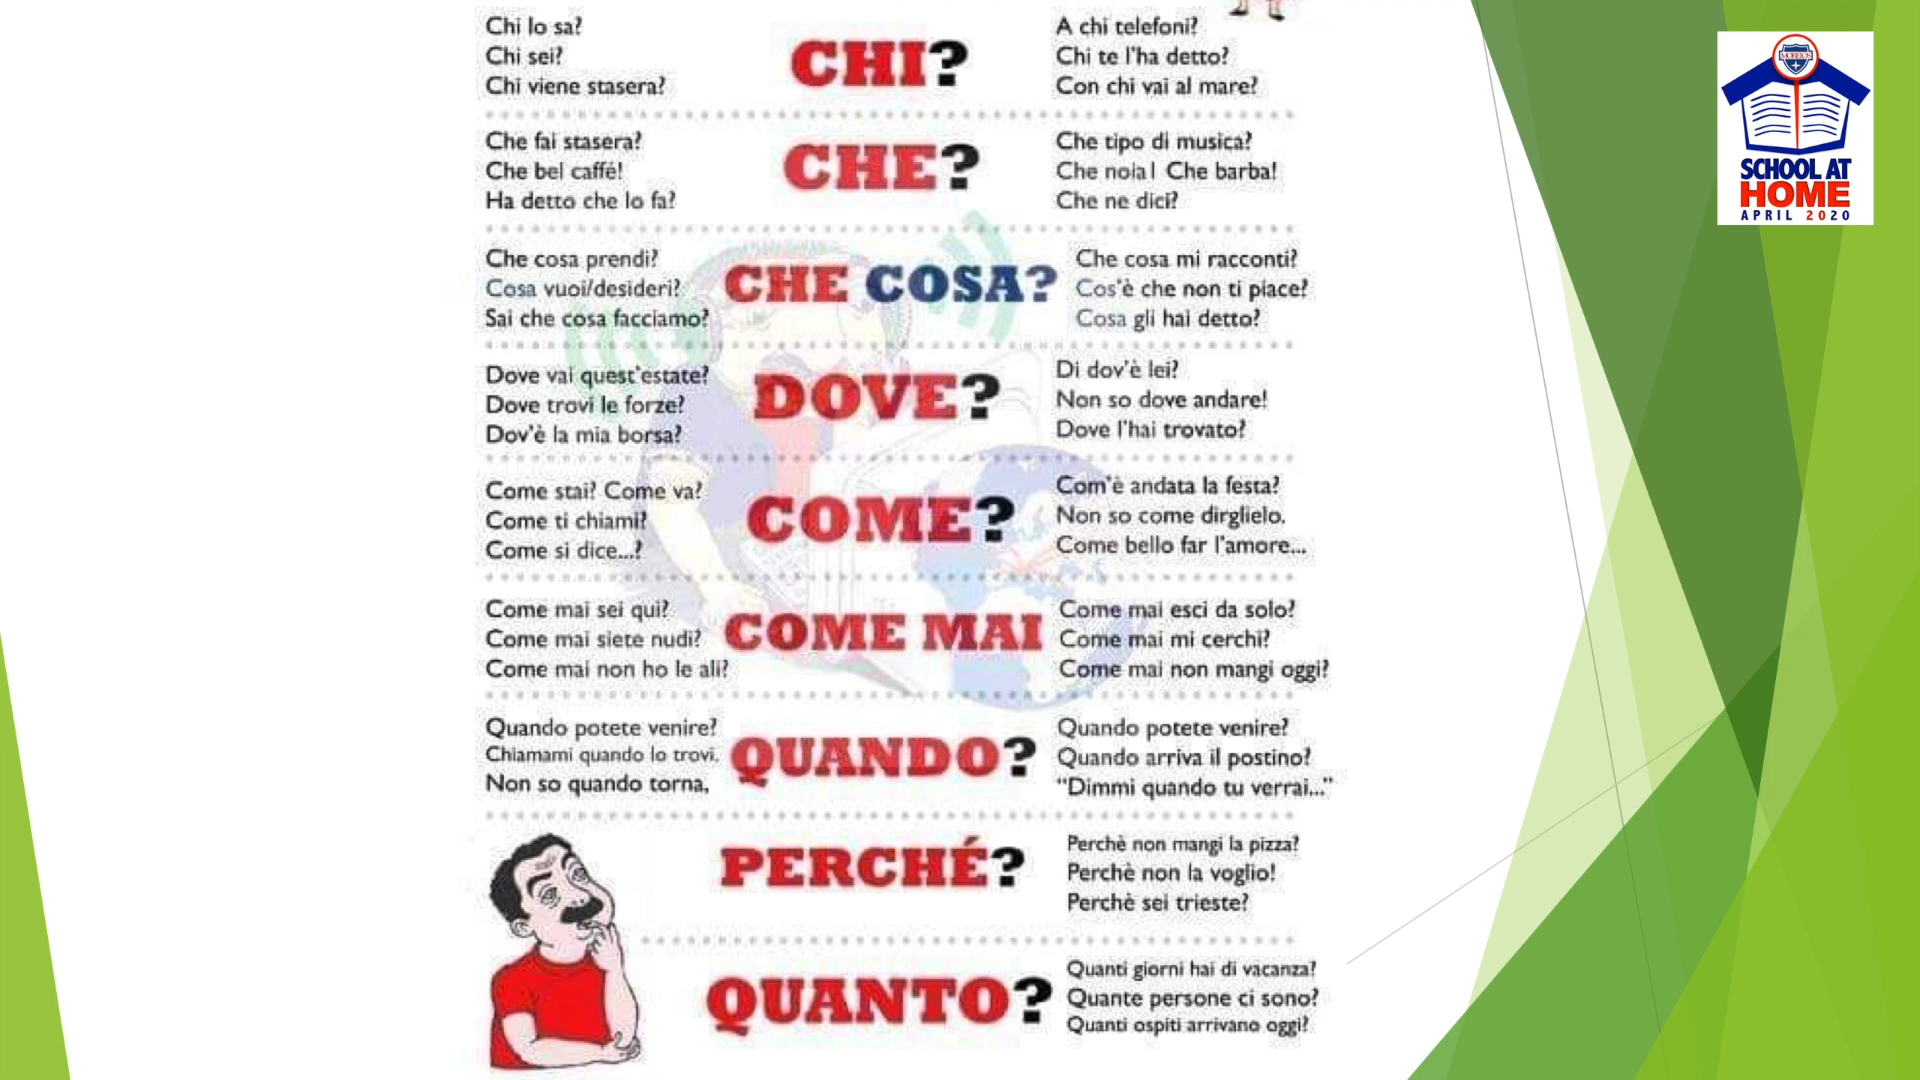 Chi lo sa?
Chi sei?
Chi viene stasera?
CHI?
A chi telefoni?
Chi te l'ha detto?
Con chi vai al mare?
Che fai stasera?
Che bel caffé!
Ha detto che lo fa?
CHE?
Che tipo di musica?
Che noia! Che barba!
Che ne dici?
Che cosa prendi?
Cosa vuoi/desideri?
Sai che cosa facciamo?
CHE COSA?
Che cosa mi racconti?
Cos'è che non ti piace?
Cosa gli hai detto?
Dove vai quest'estate?
Dove trovi le forze?
Dov'è la mia borsa?
DOVE?
Di dov'è lei?
Non so dove andare!
Dove l'hai trovato?
Come stai? Come va?
Come ti chiami?
Come si dice...?
COME?
Com'è andata la festa?
Non so come dirglielo.
Come bello far l'amore...
Come mai sei qui?
Come mai siete nudi?
Come mai non ho le ali?
COME MAI
Come mai esci da solo?
Come mai mi cerchi?
Come mai non mangi oggi?
Quando potete venire?
Chiamami quando lo trovi.
Non so quando torna,
QUANDO?
Quando potete venire?
Quando arriva il postino?
"Dimmi quando tu verrai..."
PERCHÉ?
Perchè non mangi la pizza?
Perchè non la voglio!
Perchè sei trieste?
QUANTO?
Quanti giorni hai di vacanza?
Quante persone ci sono?
Quanti ospiti arrivano oggi?
MORELOS
SCHOOL AT
HOME
APRIL 2020